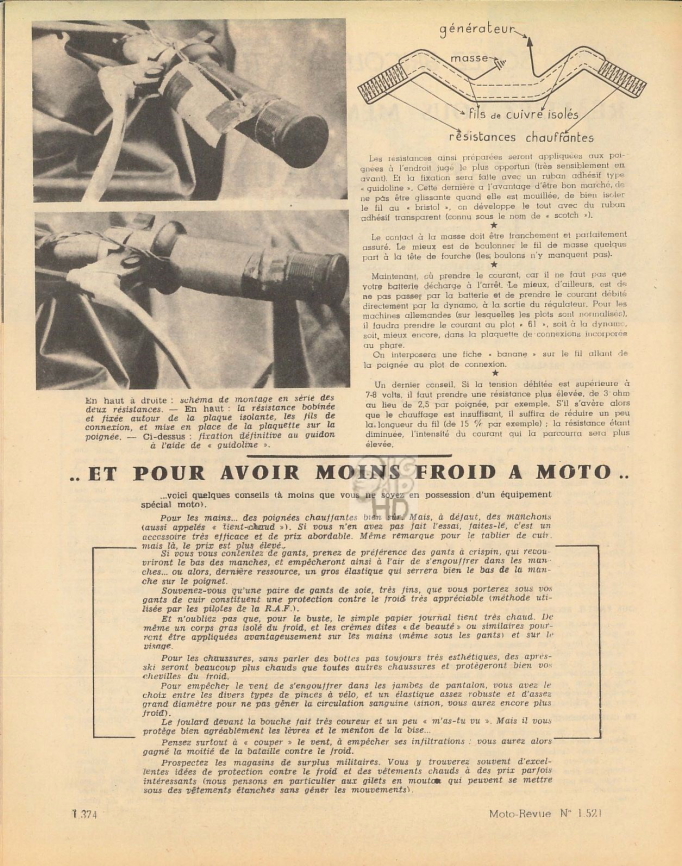 générateur
masse
fils de cuivre isolés
résistances chauffantes
Les résistances ainsi préparées seront appliquées aux poi-
gnées à l'endroit jugé le plus opportun (très sensiblement en
avant). Et la fixation sera faite avec un ruban adhésif type
« guidoline ». Cette dernière a l'avantage d'être bon marché, de
ne pas être glissante quand elle est mouillée, de bien isoler
le fil au « bristol », on développe le tout avec du ruban
adhésif transparent (connu sous le nom de « scotch »).
★
Le contact à la masse doit être franchement et parfaitement
assuré. Le mieux est de boulonner le fil de masse quelque
part à la tête de fourche (les boulons n'y manquent pas).
★
Maintenant, où prendre le courant, car il ne faut pas que
votre batterie décharge à l'arrêt. Le mieux, d'ailleurs, est de
ne pas passer par la batterie et de prendre le courant débité
directement par la dynamo, à la sortie du régulateur. Pour les
machines allemandes (sur lesquelles les plots sont normalisés),
il faudra prendre le courant au plot « 61 », soit à la dynamo,
soit, mieux encore, dans la plaquette de connexions incorporée
au phare.
On interposera une fiche « banane » sur le fil allant de
la poignée au plot de connexion.
★
Un dernier conseil. Si la tension débitée est supérieure à
7-8 volts, il faut prendre une résistance plus élevée, de 3 ohm
au lieu de 2,5 par poignée, par exemple. S'il s'avère alors
que le chauffage est insuffisant, il suffira de réduire un peu
la longueur du fil (de 15 % par exemple) ; la résistance étant
diminuée, l'intensité du courant qui la parcourra sera plus
élevée.
En haut à droite : schéma de montage en série des
deux résistances. — En haut : la résistance bobinée
et fixée autour de la plaque isolante, les fils de
connexion, et mise en place de la plaquette sur la
poignée. — Ci-dessus : fixation définitive au guidon
à l'aide de « guidoline ».
.. ET POUR AVOIR MOINS FROID A MOTO ..
HD
...voici quelques conseils (à moins que vous ne soyez en possession d'un équipement
spécial moto).
Pour les mains... des poignées chauffantes bien sûr. Mais, à défaut, des manchons
(aussi appelés « tient-chaud »). Si vous n'en avez pas fait l'essai, faites-lé, c'est un
accessoire très efficace et de prix abordable. Même remarque pour le tablier de cuir,
mais là, le prix est plus élevé..
Si vous vous contentez de gants, prenez de préférence des gants à crispin, qui recou-
vriront le bas des manches, et empêcheront ainsi à l'air de s'engouffrer dans les man-
ches... ou alors, dernière ressource, un gros élastique qui serrera bien le bas de la man-
che sur le poignet.
Souvenez-vous qu'une paire de gants de soie, très fins, que vous porterez sous vos
gants de cuir constituent une protection contre le froid très appréciable (méthode uti-
lisée par les pilotes de la R.A.F.).
Et n'oubliez pas que, pour le buste, le simple papier journal tient très chaud. De
même un corps gras isolé du froid, et les crèmes dites « de beauté » ou similaires pour-
ront être appliquées avantageusement sur les mains (même sous les gants) et sur le
visage.
Pour les chaussures, sans parler des bottes pas toujours très esthétiques, des après-
ski seront beaucoup plus chauds que toutes autres chaussures et protégeront bien vos
chevilles du froid.
Pour empêcher le vent de s'engouffrer dans les jambes de pantalon, vous avez le
choix entre les divers types de pinces à vélo, et un élastique assez robuste et d'assez
grand diamètre pour ne pas gêner la circulation sanguine (sinon, vous aurez encore plus
froid).
Le foulard devant la bouche fait très coureur et un peu « m'as-tu vu ». Mais il vous
protège bien agréablement les lèvres et le menton de la bise...
Pensez surtout à « couper » le vent, à empêcher ses infiltrations : vous aurez alors
gagné la moitié de la bataille contre le froid.
Prospectez les magasins de surplus militaires. Vous y trouverez souvent d'excel-
lentes idées de protection contre le froid et des vêtements chauds à des prix parfois
intéressants (nous pensons en particulier aux gilets en mouton qui peuvent se mettre
sous des vêtements étanches sans gêner les mouvements).
1.374
Moto-Revue N° 1.521